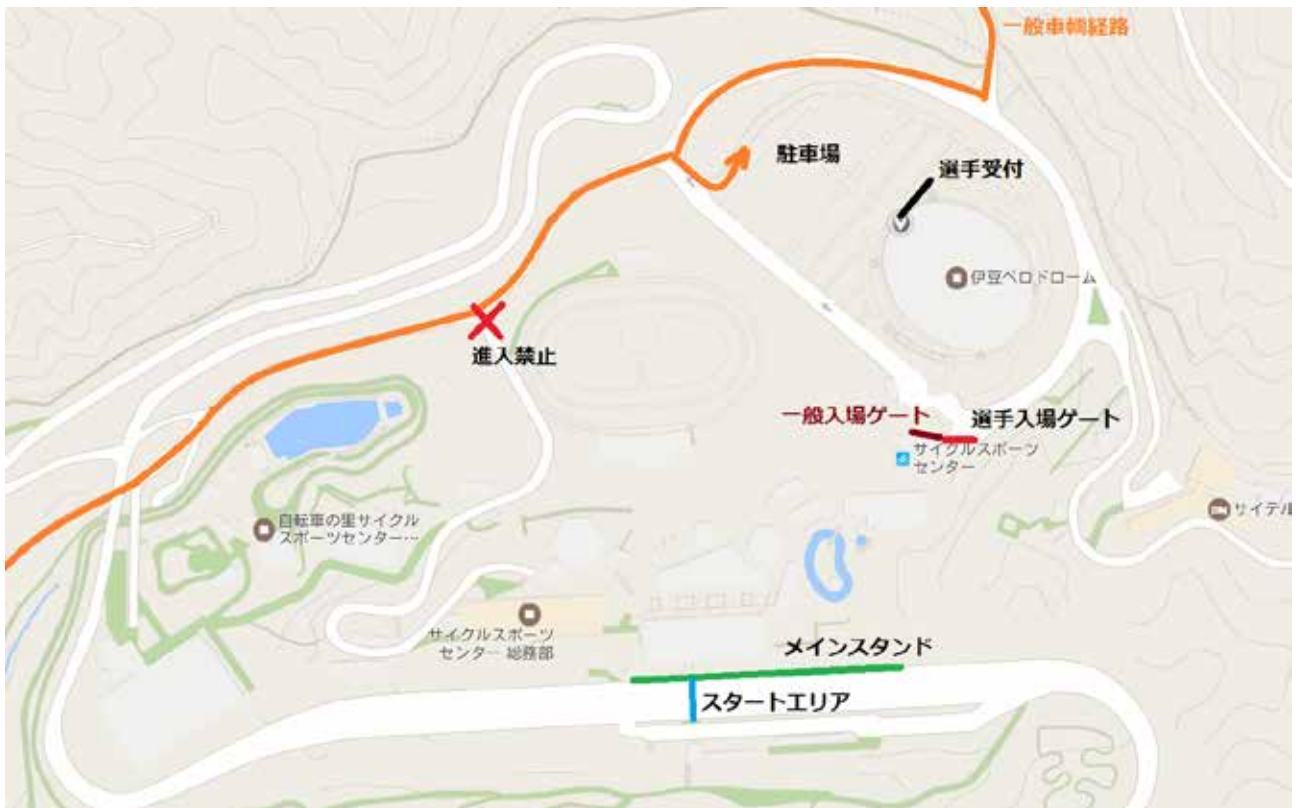 一般車輌経路
駐車場
選手受付
伊豆ベロドローム
進入禁止
一般入場ゲート
選手入場ゲート
サイクルスポーツ
センター
サイテル
自転車の里サイクル
スポーツセンター…
サイクルスポーツ
センター 総務部
メインスタンド
スタートエリア